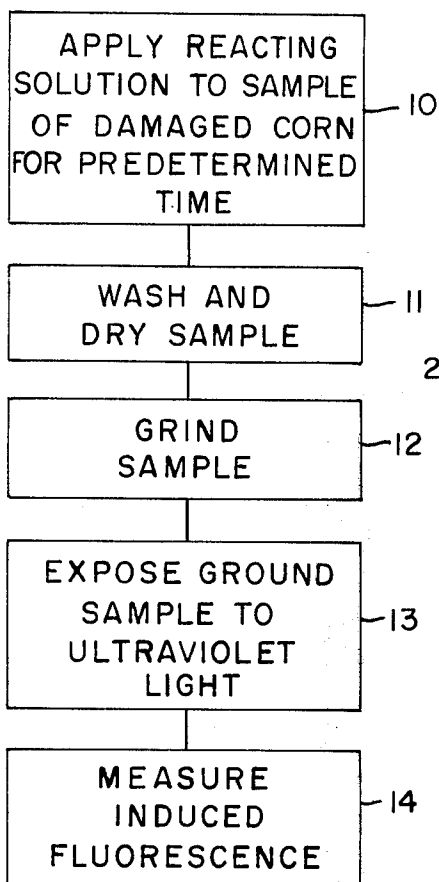 APPLY REACTING
SOLUTION TO SAMPLE
OF DAMAGED CORN
FOR PREDETERMINED
TIME
10
WASH AND
DRY SAMPLE
11
2
GRIND
SAMPLE
12
EXPOSE GROUND
SAMPLE TO
ULTRAVIOLET
LIGHT
13
MEASURE
INDUCED
FLUORESCENCE
14